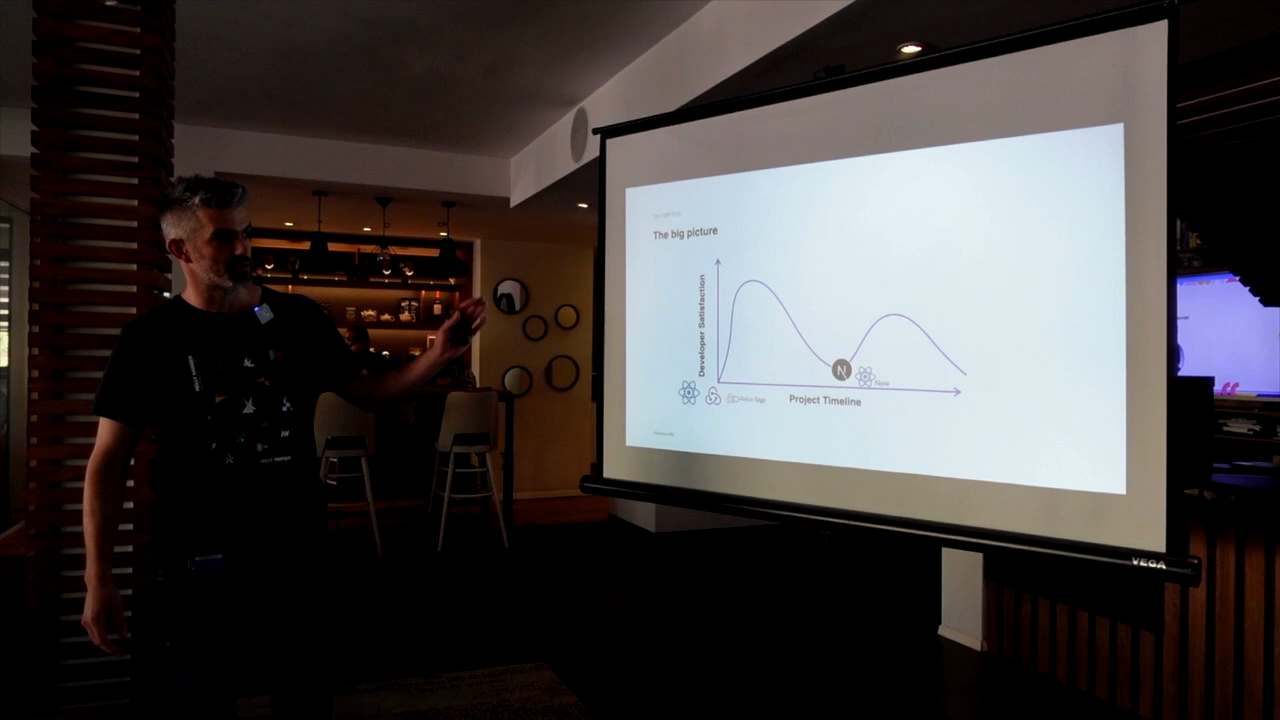 The big picture
Developer Satisfaction
N
New
Redux-Saga
Project Timeline
VEGA